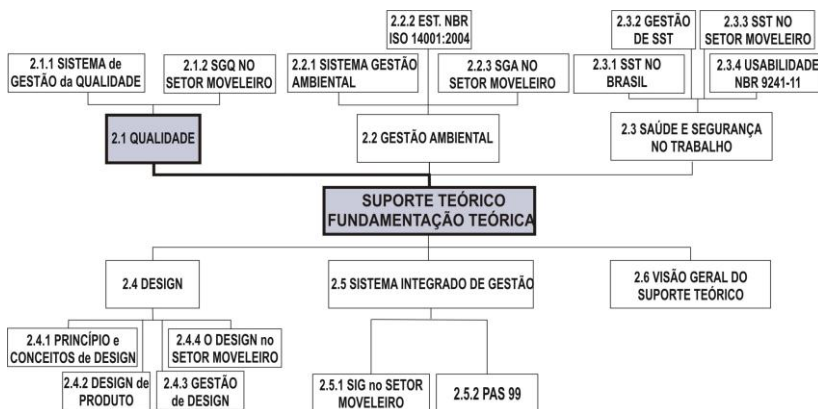 2.2.2 EST. NBR
ISO 14001:2004
2.3.2 GESTÃO
DE SST
2.3.3 SST NO
SETOR MOVELEIRO
2.1.1 SISTEMA de
GESTÃO da QUALIDADE
2.1.2 SGQ NO
SETOR MOVELEIRO
2.2.1 SISTEMA GESTÃO
AMBIENTAL
2.2.3 SGA NO
SETOR MOVELEIRO
2.3.1 SST NO
BRASIL
2.3.4 USABILIDADE
NBR 9241-11
2.1 QUALIDADE
2.2 GESTÃO AMBIENTAL
2.3 SAÚDE E SEGURANÇA
NO TRABALHO
SUPORTE TEÓRICO
FUNDAMENTAÇÃO TEÓRICA
2.4 DESIGN
2.5 SISTEMA INTEGRADO DE GESTÃO
2.6 VISÃO GERAL DO
SUPORTE TEÓRICO
2.4.1 PRINCÍPIO e
CONCEITOS de DESIGN
2.4.4 O DESIGN no
SETOR MOVELEIRO
2.4.2 DESIGN de
PRODUTO
2.4.3 GESTÃO
de DESIGN
2.5.1 SIG no SETOR
MOVELEIRO
2.5.2 PAS 99